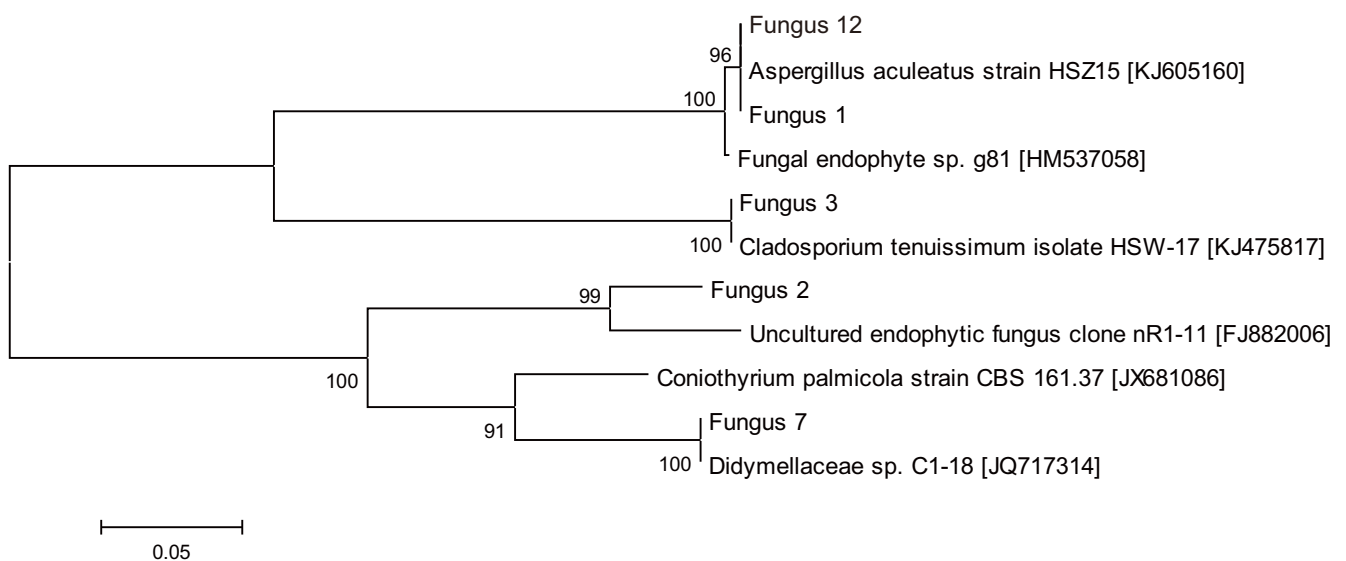 Fungus 12
96
Aspergillus aculeatus strain HSZ15 [KJ605160]
100
Fungus 1
Fungal endophyte sp. g81 [HM537058]
Fungus 3
100
Cladosporium tenuissimum isolate HSW-17 [KJ475817]
99
Fungus 2
Uncultured endophytic fungus clone nR1-11 [FJ882006]
100
Coniothyrium palmicola strain CBS 161.37 [JX681086]
91
Fungus 7
100
Didymellaceae sp. C1-18 [JQ717314]
0.05